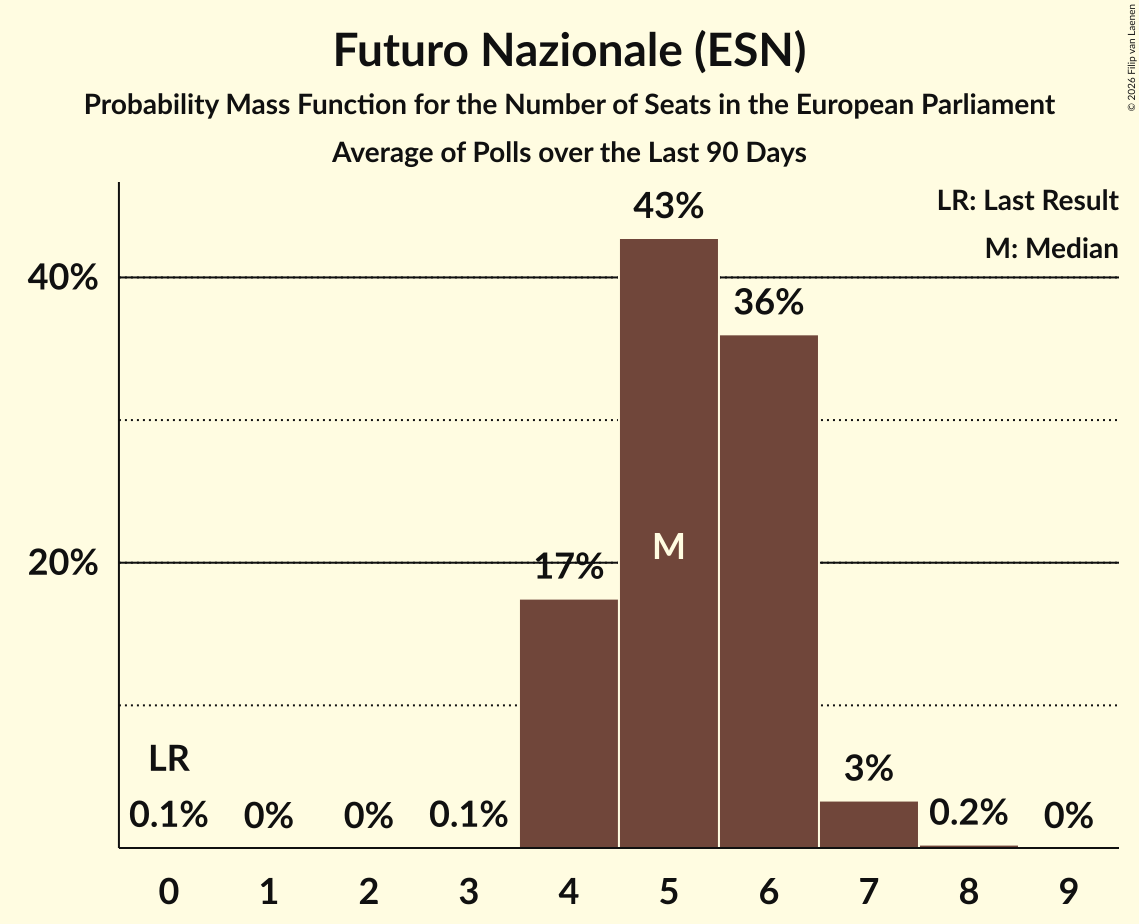 Futuro Nazionale (ESN)
Probability Mass Function for the Number of Seats in the European Parliament
Average of Polls over the Last 90 Days
© 2026 Filip van Laenen
LR: Last Result
M: Median
40%
20%
LR
0.1%
0%
0%
0.1%
17%
43%
M
36%
3%
0.2%
0%
0 1 2 3 4 5 6 7 8 9